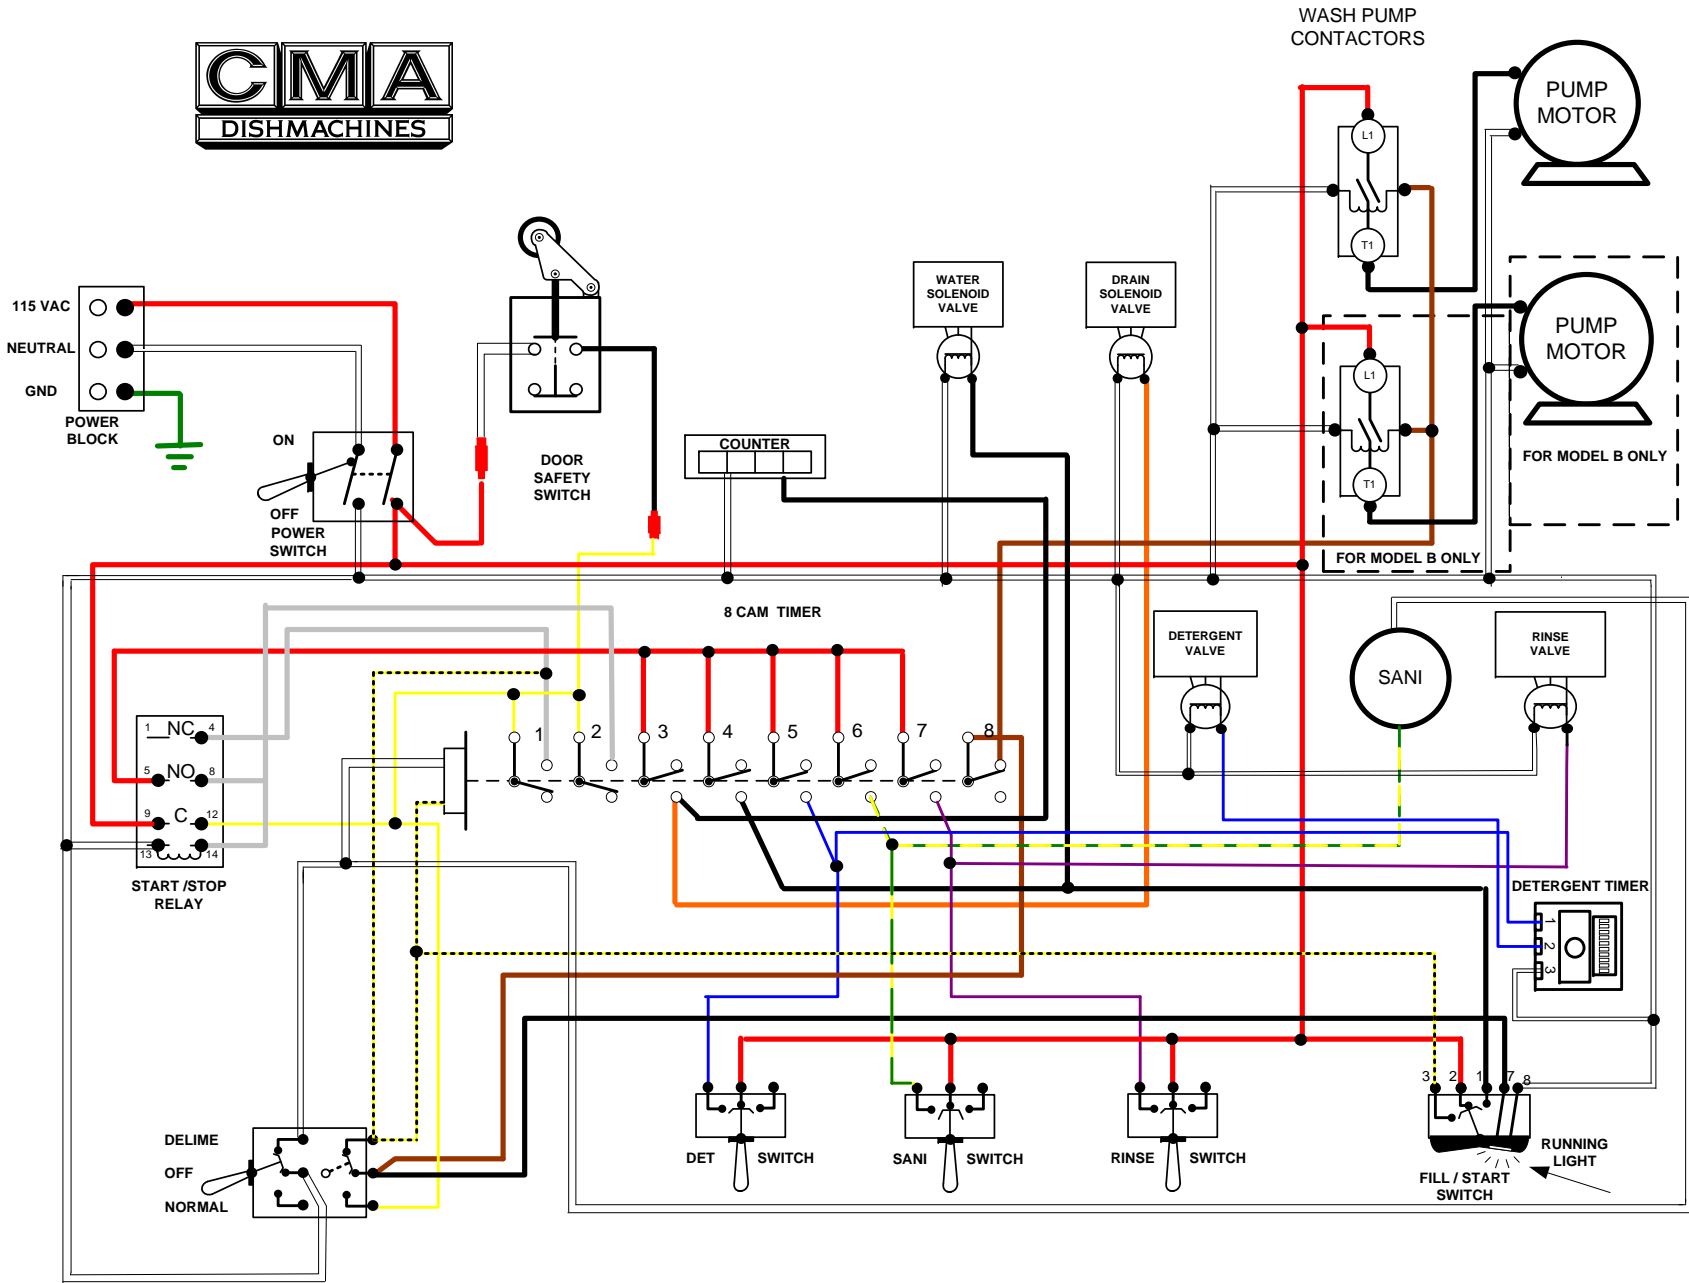 WASH PUMP
CONTACTORS
CMA
DISHMACHINES
PUMP
MOTOR
L1
T1
115 VAC
NEUTRAL
GND
POWER
BLOCK
WATER
SOLENOID
VALVE
DRAIN
SOLENOID
VALVE
PUMP
MOTOR
L1
T1
FOR MODEL B ONLY
FOR MODEL B ONLY
ON
OFF
POWER
SWITCH
DOOR
SAFETY
SWITCH
COUNTER
8 CAM TIMER
DETERGENT
VALVE
SANI
RINSE
VALVE
1 NC 4
5 NO 8
9 C 12
13 14
START /STOP
RELAY
1 2 3 4 5 6 7 8
DETERGENT TIMER
1
2
3
3 2 1 7 8
DELIME
OFF
NORMAL
DET SWITCH
SANI SWITCH
RINSE SWITCH
RUNNING
LIGHT
FILL / START
SWITCH